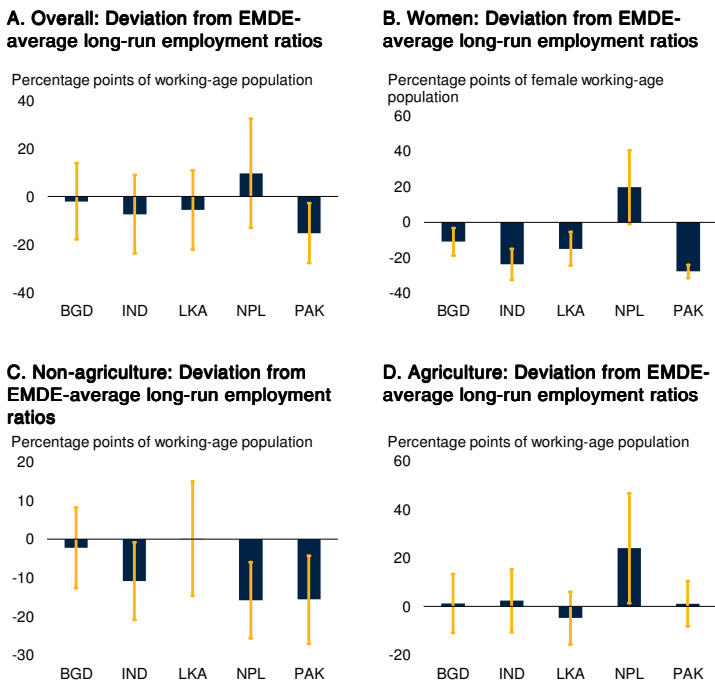 A. Overall: Deviation from EMDE-
average long-run employment ratios
Percentage points of working-age population
40
20
0
-20
-40
BGD IND LKA NPL PAK
B. Women: Deviation from EMDE-
average long-run employment ratios
Percentage points of female working-age
population
60
40
20
0
-20
-40
BGD IND LKA NPL PAK
C. Non-agriculture: Deviation from
EMDE-average long-run employment
ratios
Percentage points of working-age population
20
10
0
-10
-20
-30
BGD IND LKA NPL PAK
D. Agriculture: Deviation from EMDE-
average long-run employment ratios
Percentage points of working-age population
60
40
20
0
-20
BGD IND LKA NPL PAK